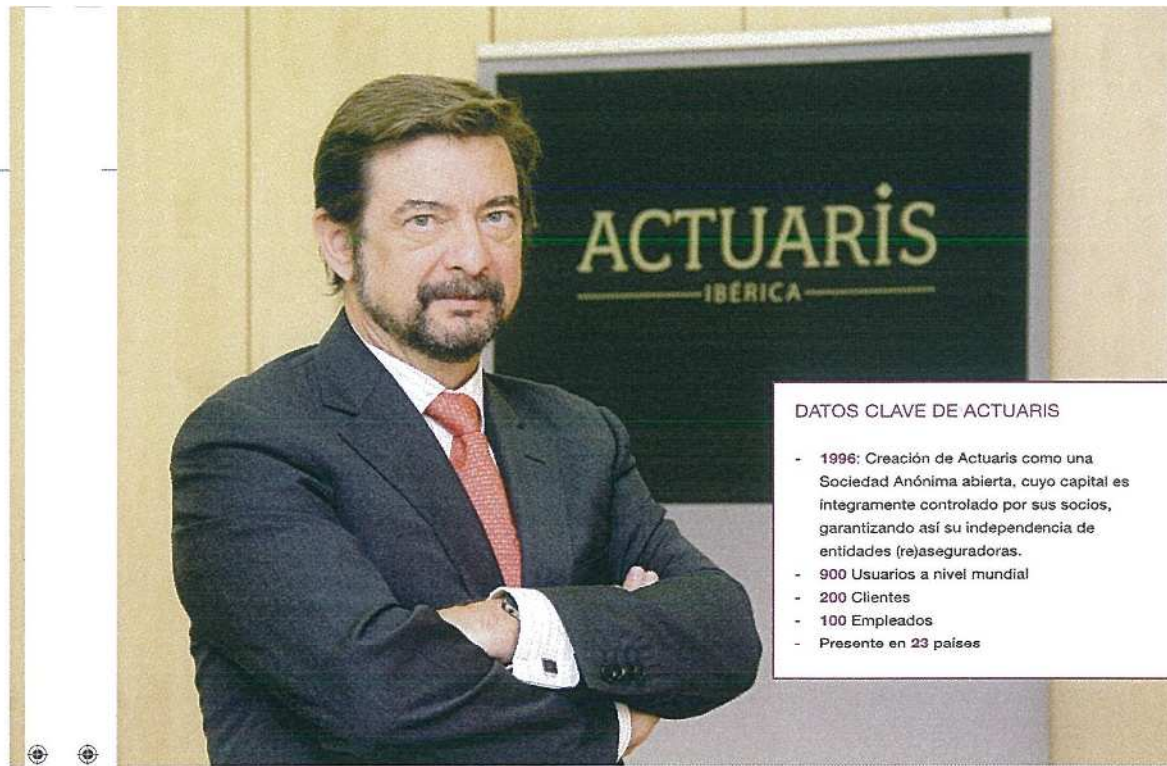 ACTUARiS
IBÉRICA
DATOS CLAVE DE ACTUARIS
- 1996: Creación de Actuaris como una
Sociedad Anónima abierta, cuyo capital es
íntegramente controlado por sus socios,
garantizando así su independencia de
entidades (re)aseguradoras.
- 900 Usuarios a nivel mundial
- 200 Clientes
- 100 Empleados
- Presente en 23 países